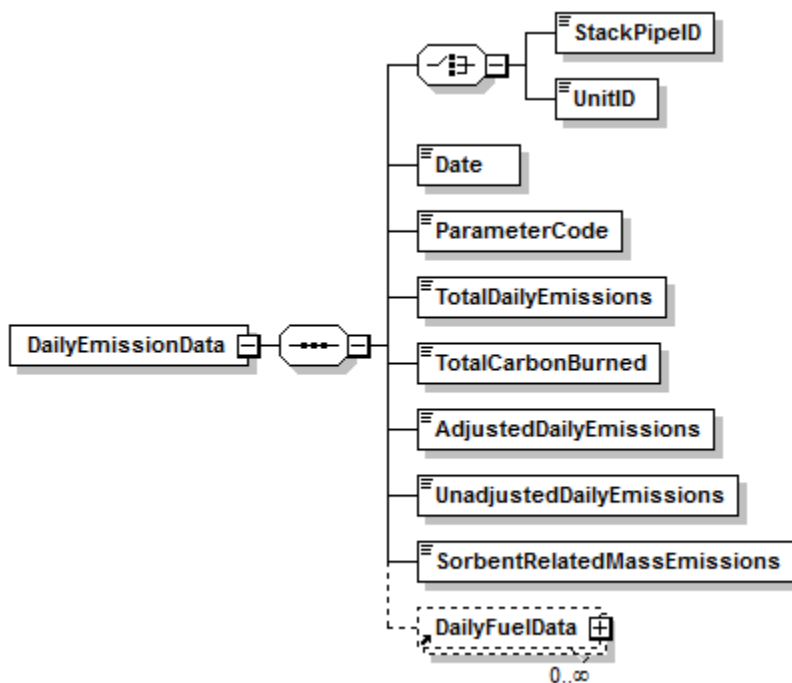 StackPipeID
UnitID
Date
ParameterCode
TotalDailyEmissions
DailyEmissionData
TotalCarbonBurned
AdjustedDailyEmissions
UnadjustedDailyEmissions
SorbentRelatedMassEmissions
DailyFuelData
0..∞